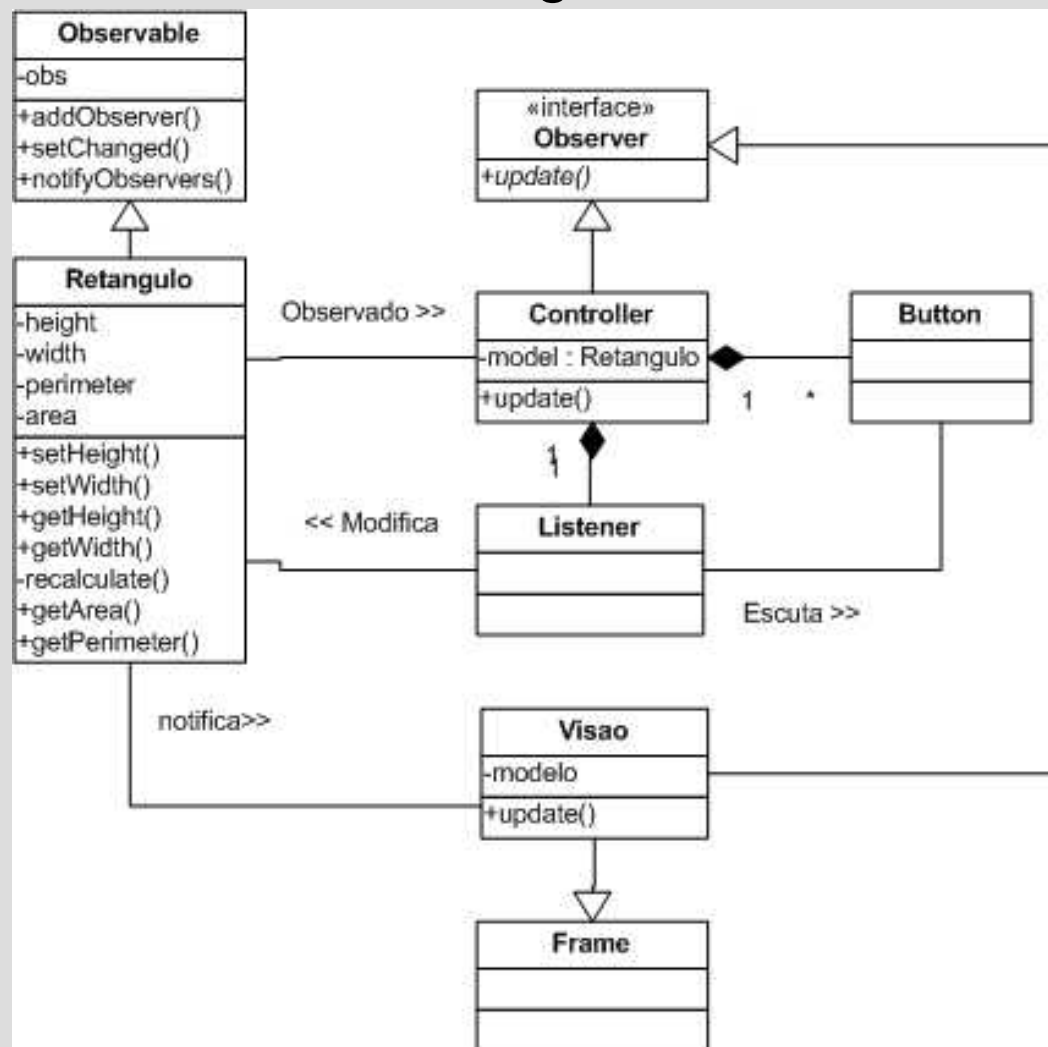 Observable
-obs
+addObserver()
+setChanged()
+notifyObservers()
«interface»
Observer
+update()
Retangulo
-height
-width
-perimeter
-area
+setHeight()
+setWidth()
+getHeight()
+getWidth()
-recalculate()
+getArea()
+getPerimeter()
Observado >>
Controller
-model : Retangulo
+update()
1 *
Button
1
1
<< Modifica
Listener
Escuta >>
notifica>>
Visao
-modelo
+update()
Frame